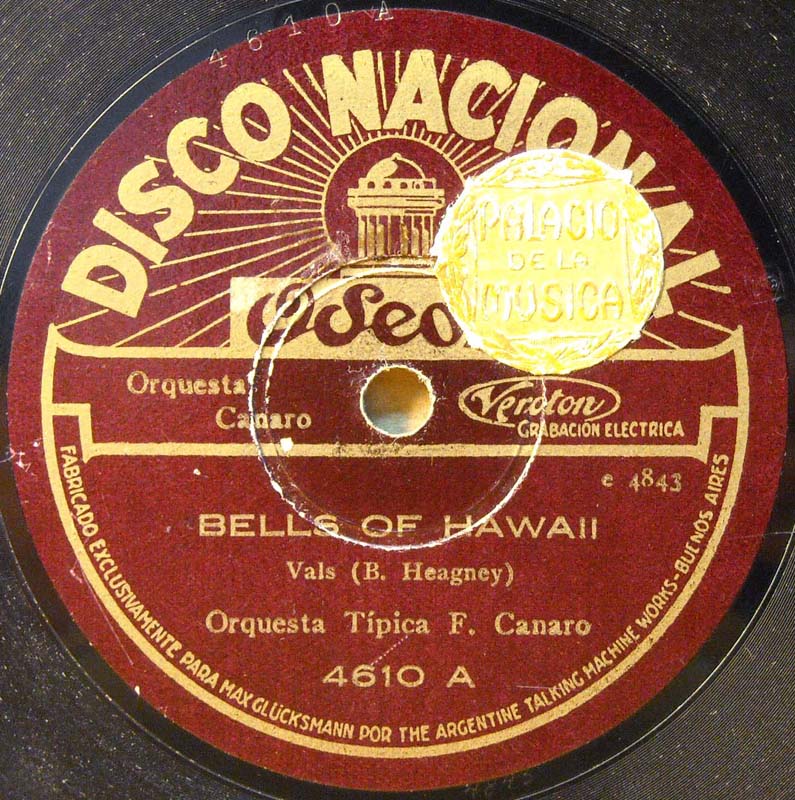 4610 A
DISCO NACIONAL
Odeon
PALACIO
DE LA
MUSICA
Orquesta
Canaro
Veroton
GRABACIÓN ELECTRICA
e 4843
BELLS OF HAWAII
Vals (B. Heagney)
Orquesta Típica F. Canaro
4610 A
FABRICADO EXCLUSIVAMENTE PARA MAX GLÜCKSMANN POR THE ARGENTINE TALKING MACHINE WORKS-BUENOS AIRES